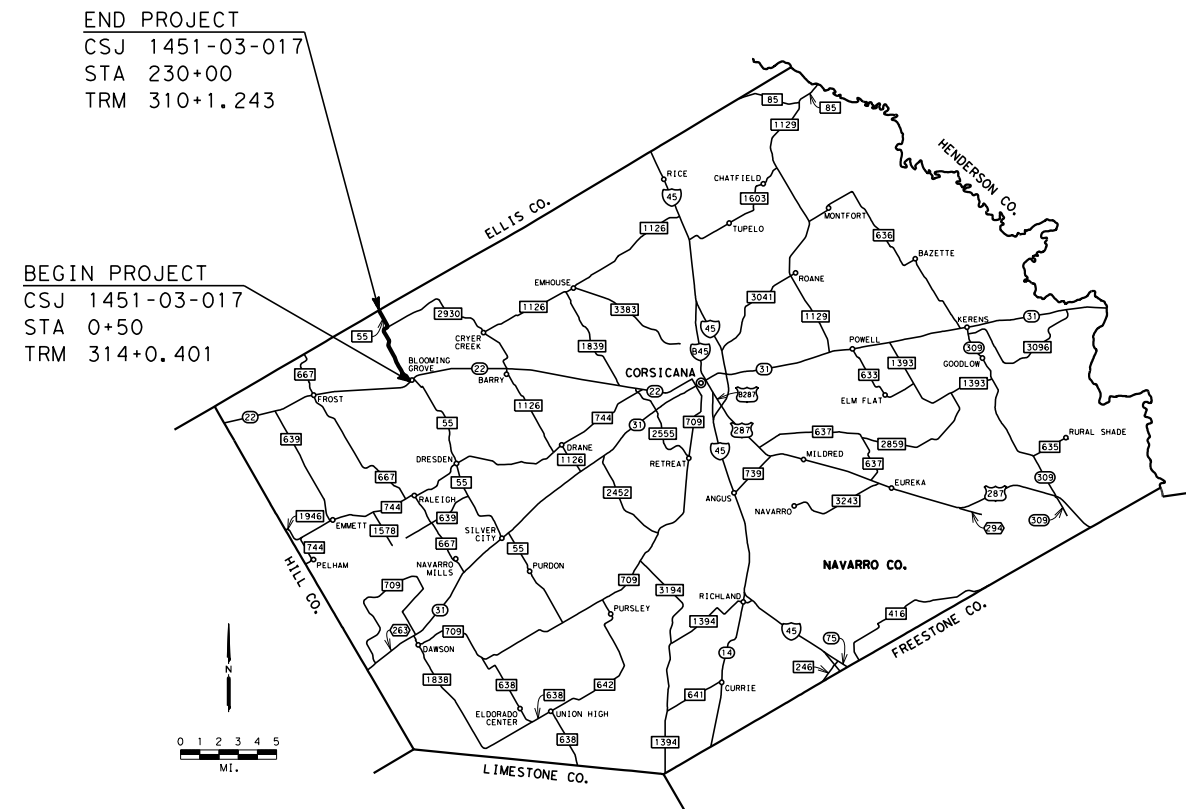 END PROJECT
CSJ 1451-03-017
STA 230+00
TRM 310+1.243
BEGIN PROJECT
CSJ 1451-03-017
STA 0+50
TRM 314+0.401
85
85
1129
HENDERSON CO.
RICE
CHATFIELD
45
1603
ELLIS CO.
MONTFORT
1126
TUPELO
636
BAZETTE
EMHOUSE
ROANE
2930
1126
3383
3041
1129
31
KERENS
55
CRYER
CREEK
1839
45
POWELL
309
3096
BLOOMING
GROVE
B45
GOODLOW
22
BARRY
CORSICANA
31
1393
667
633
1393
FROST
22
B287
ELM FLAT
1126
22
744
709
55
31
2555
287
637
RURAL SHADE
639
DRANE
2859
635
DRESDEN
1126
RETREAT
45
MILDRED
637
667
55
739
309
2452
ANGUS
EUREKA
RALEIGH
287
744
NAVARRO
3243
1946
EMMETT
639
309
1578
SILVER
CITY
294
744
667
55
PELHAM
NAVARRO
MILLS
PURDON
NAVARRO CO.
HILL CO.
709
709
3194
RICHLAND
31
PURSLEY
416
1394
FREESTONE CO.
263
709
45
75
DAWSON
14
N
246
1838
638
642
CURRIE
638
641
ELDORADO
CENTER
UNION HIGH
638
1394
0 1 2 3 4 5
MI.
LIMESTONE CO.